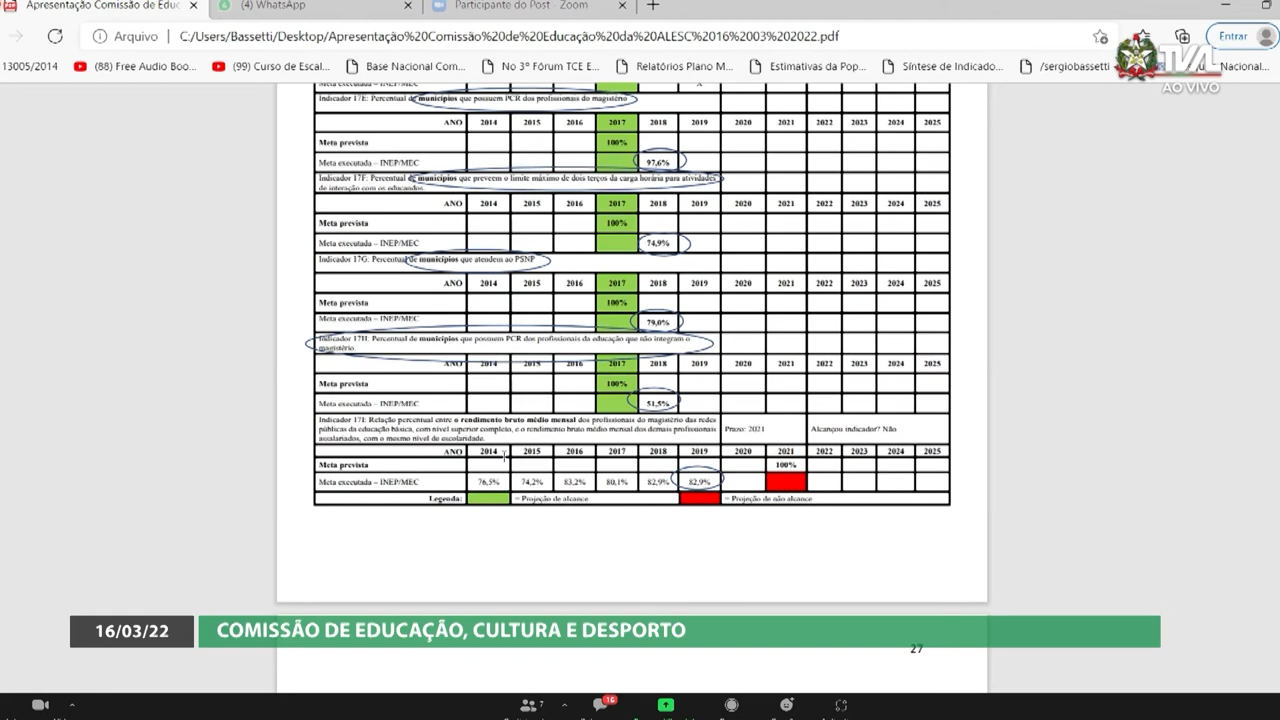 Apresentação Comissão de Educ
(4) WhatsApp
Participante do Post - Zoom
Arquivo | C:/Users/Bassetti/Desktop/Apresentação%20Comissão%20de%20Educação%20da%20ALESC%2016%2003%202022.pdf
Entrar
13005/2014
(88) Free Audio Boo...
(99) Curso de Escal...
Base Nacional Com...
No 3º Fórum TCE E...
Relatórios Plano M...
Estimativas da Pop...
Síntese de Indicado...
/sergiobassetti
Nacional...
TVAL
AO VIVO
Meta executada – INEP/MEC X
Indicador 17E: Percentual de municípios que possuem PCR dos profissionais do magistério
ANO 2014 2015 2016 2017 2018 2019 2020 2021 2022 2023 2024 2025
Meta prevista 100%
Meta executada – INEP/MEC 97,6%
Indicador 17F: Percentual de municípios que preveem o limite máximo de dois terços da carga horária para atividades
de interação com os educandos.
ANO 2014 2015 2016 2017 2018 2019 2020 2021 2022 2023 2024 2025
Meta prevista 100%
Meta executada – INEP/MEC 74,9%
Indicador 17G: Percentual de municípios que atendem ao PSNP
ANO 2014 2015 2016 2017 2018 2019 2020 2021 2022 2023 2024 2025
Meta prevista 100%
Meta executada – INEP/MEC 79,0%
Indicador 17H: Percentual de municípios que possuem PCR dos profissionais da educação que não integram o
magistério.
ANO 2014 2015 2016 2017 2018 2019 2020 2021 2022 2023 2024 2025
Meta prevista 100%
Meta executada – INEP/MEC 51,5%
Indicador 17I: Relação percentual entre o rendimento bruto médio mensal dos profissionais do magistério das redes
públicas da educação básica, com nível superior completo, e o rendimento bruto médio mensal dos demais profissionais
assalariados, com o mesmo nível de escolaridade.
Prazo: 2021
Alcançou indicador? Não
ANO 2014 2015 2016 2017 2018 2019 2020 2021 2022 2023 2024 2025
Meta prevista 100%
Meta executada – INEP/MEC 76,5% 74,2% 83,2% 80,1% 82,9% 82,9%
Legenda: = Projeção de alcance = Projeção de não alcance
16/03/22
COMISSÃO DE EDUCAÇÃO, CULTURA E DESPORTO
27
7
16